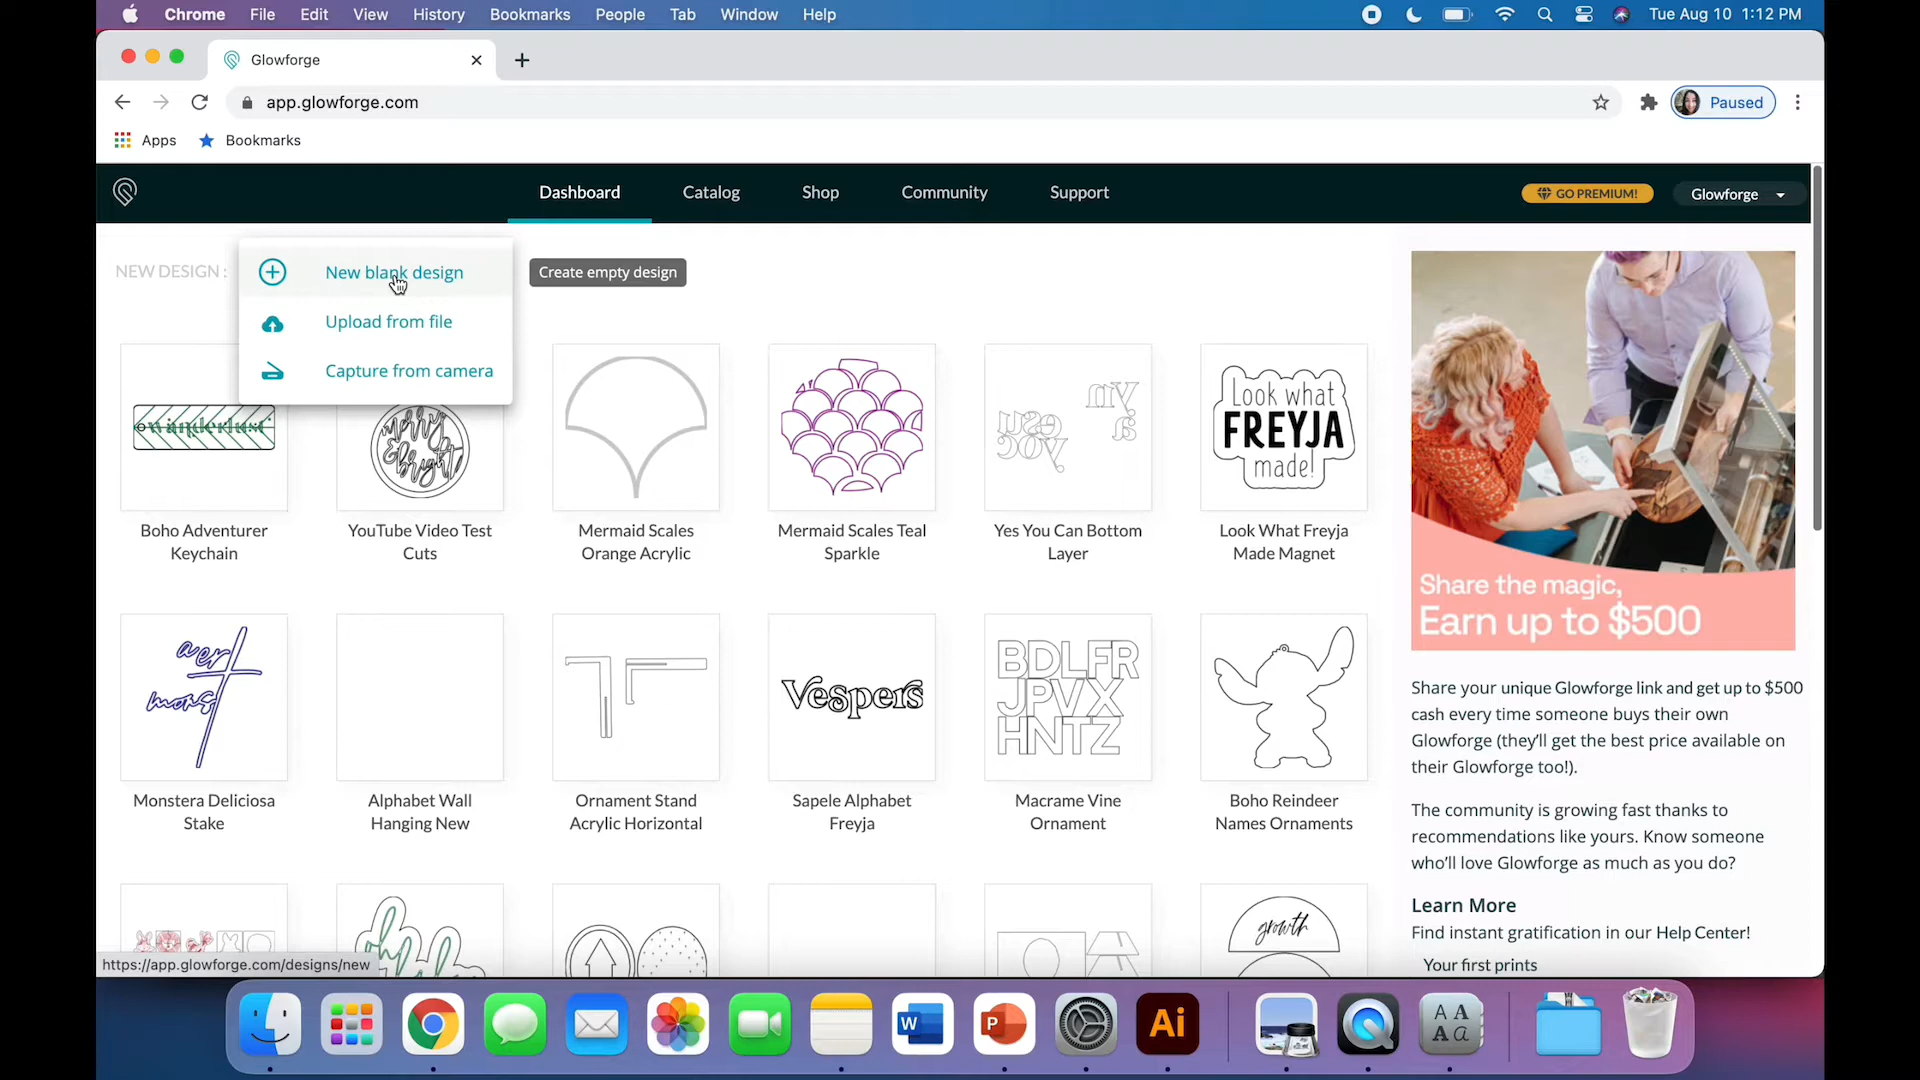 Chrome File Edit View History Bookmarks People Tab Window Help Tue Aug 10 1:12 PM
Glowforge
app.glowforge.com Paused
Apps Bookmarks
Dashboard Catalog Shop Community Support GO PREMIUM! Glowforge
NEW DESIGN :
New blank design
Create empty design
Upload from file
Capture from camera
merry
& bright
my
a
yes
you
Look what
FREYJA
made!
Boho Adventurer
Keychain
YouTube Video Test
Cuts
Mermaid Scales
Orange Acrylic
Mermaid Scales Teal
Sparkle
Yes You Can Bottom
Layer
Look What Freyja
Made Magnet
Share the magic,
Earn up to $500
Vespers
BDLFR
JPVX
HNTZ
Monstera Deliciosa
Stake
Alphabet Wall
Hanging New
Ornament Stand
Acrylic Horizontal
Sapele Alphabet
Freyja
Macrame Vine
Ornament
Boho Reindeer
Names Ornaments
Share your unique Glowforge link and get up to $500
cash every time someone buys their own
Glowforge (they'll get the best price available on
their Glowforge too!).
The community is growing fast thanks to
recommendations like yours. Know someone
who'll love Glowforge as much as you do?
Learn More
Find instant gratification in our Help Center!
Your first prints
growth
https://app.glowforge.com/designs/new
W
P
Ai
A A
A a